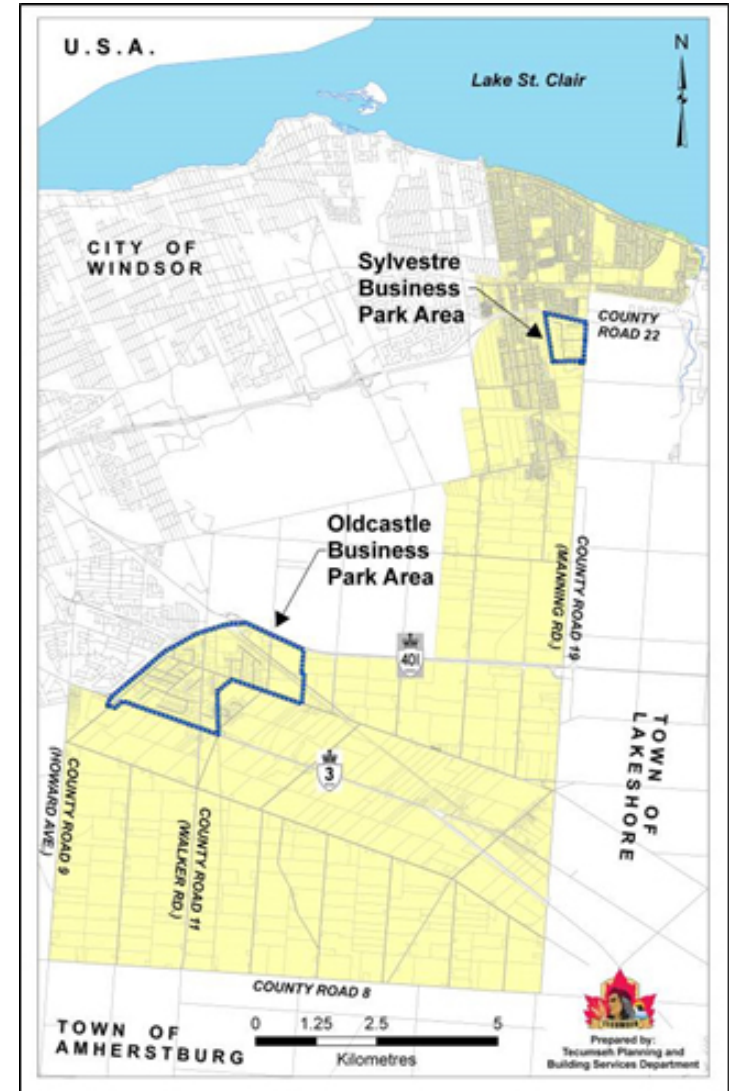 U.S.A.
N
Lake St. Clair
CITY OF
WINDSOR
Sylvestre
Business
Park Area
COUNTY
ROAD 22
Oldcastle
Business
Park Area
COUNTY ROAD 19
(MANNING RD.)
401
TOWN OF
LAKESHORE
3
COUNTY ROAD 9
(HOWARD AVE.)
COUNTY ROAD 11
(WALKER RD.)
COUNTY ROAD 8
TOWN OF
AMHERSTBURG
0 1.25 2.5 5
Kilometres
TECUMSEH
Prepared by:
Tecumseh Planning and
Building Services Department